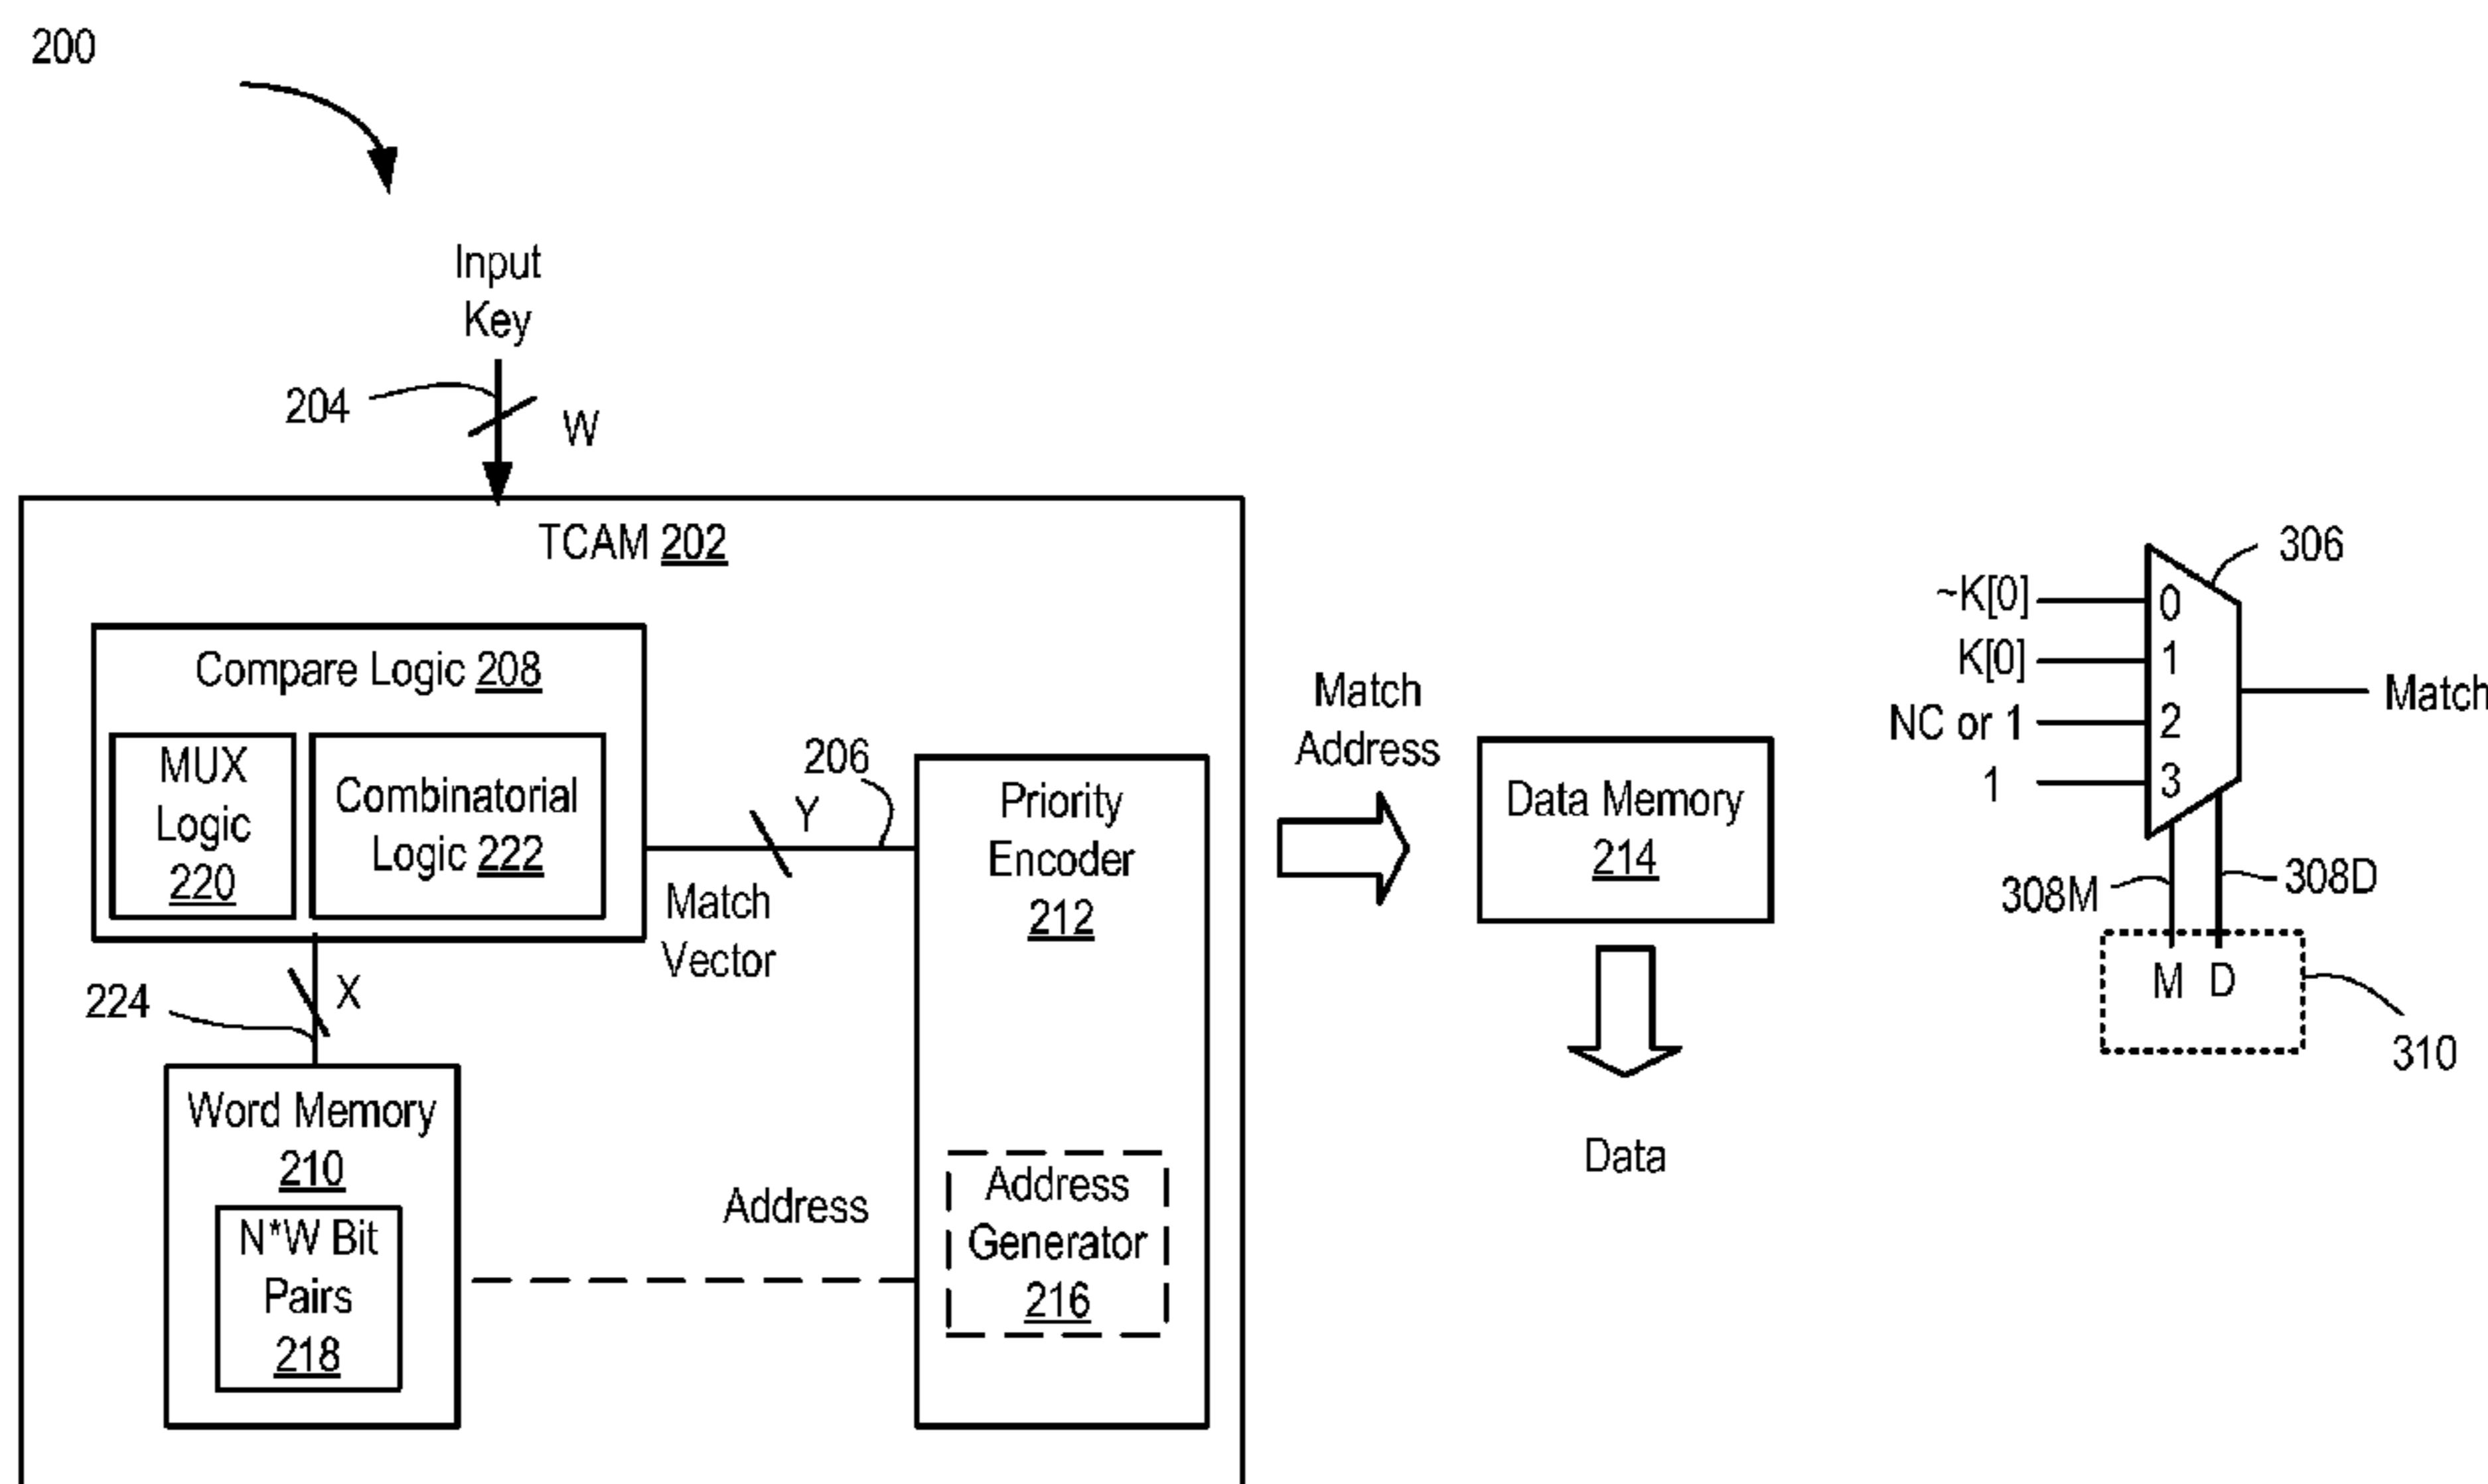 200
Input
Key
204
W
TCAM 202
Compare Logic 208
MUX
Logic
220
Combinatorial
Logic 222
206
Y
Match
Vector
Priority
Encoder
212
224
X
Word Memory
210
N*W Bit
Pairs
218
Address
Address
Generator
216
Match
Address
Data Memory
214
Data
306
~K[0]
0
K[0]
1
NC or 1
2
1
3
Match
308M
308D
M D
310